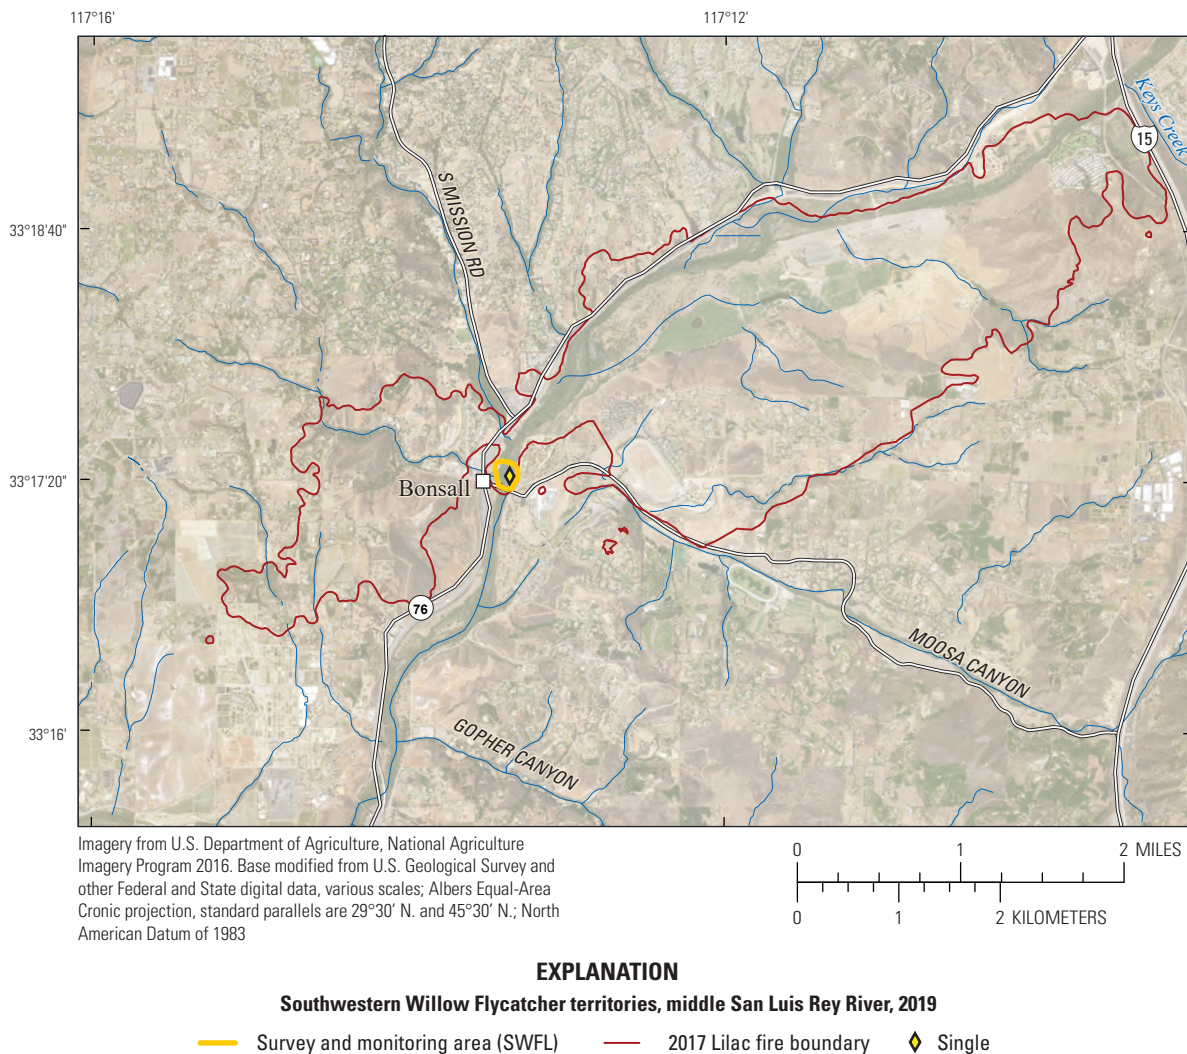 117°16'
117°12'
Keys Creek
15
S MISSION RD
33°18'40"
33°17'20"
Bonsall
76
MOOSA CANYON
33°16'
GOPHER CANYON
Imagery from U.S. Department of Agriculture, National Agriculture
Imagery Program 2016. Base modified from U.S. Geological Survey and
other Federal and State digital data, various scales; Albers Equal-Area
Cronic projection, standard parallels are 29°30′ N. and 45°30′ N.; North
American Datum of 1983
0 1 2 MILES
0 1 2 KILOMETERS
EXPLANATION
Southwestern Willow Flycatcher territories, middle San Luis Rey River, 2019
Survey and monitoring area (SWFL) 2017 Lilac fire boundary Single